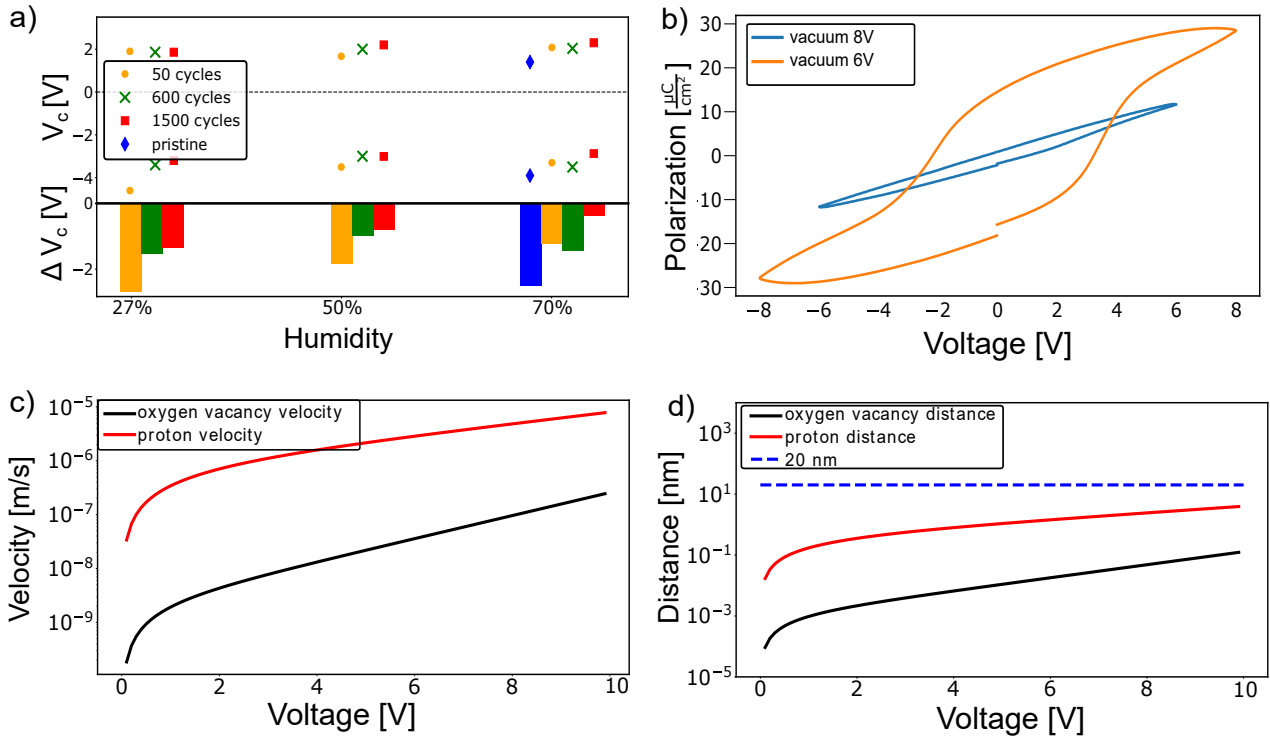 a)
V_c [V]
2
0
−4
50 cycles
600 cycles
1500 cycles
pristine
Δ V_c [V]
0
−2
27%
50%
70%
Humidity
b)
Polarization [μC/cm²]
30
20
10
0
-10
-20
-30
vacuum 8V
vacuum 6V
−8
−6
−4
−2
0
2
4
6
8
Voltage [V]
c)
Velocity [m/s]
10⁻⁵
10⁻⁶
10⁻⁷
10⁻⁸
10⁻⁹
oxygen vacancy velocity
proton velocity
0
2
4
6
8
10
Voltage [V]
d)
Distance [nm]
10³
10¹
10⁻¹
10⁻³
10⁻⁵
oxygen vacancy distance
proton distance
20 nm
0
2
4
6
8
10
Voltage [V]